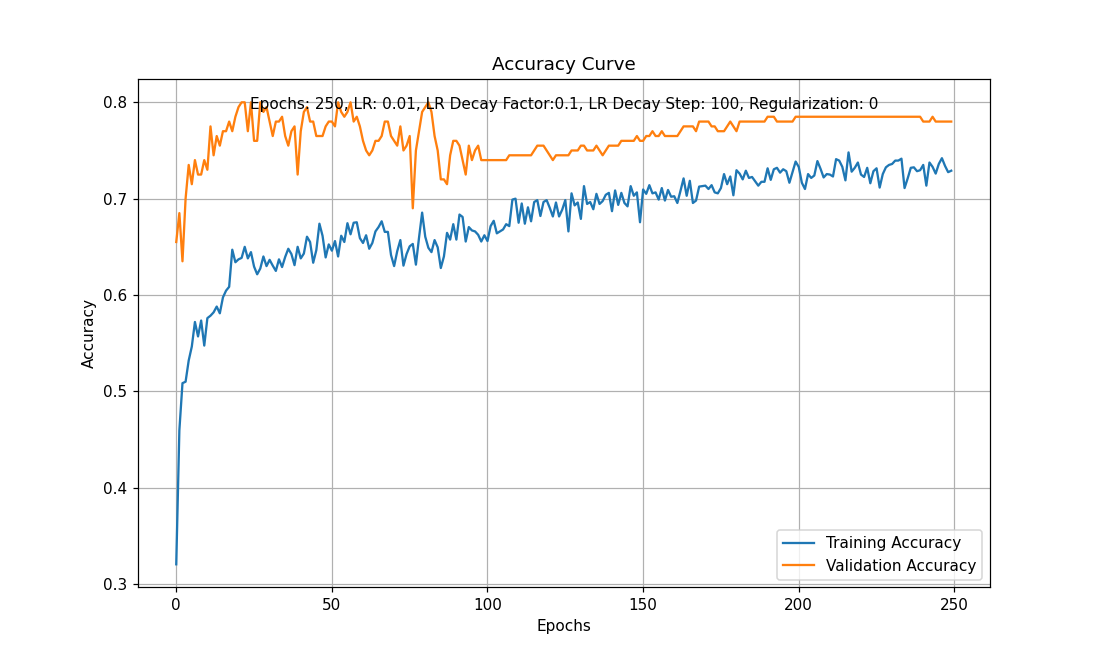 Accuracy Curve
Epochs: 250, LR: 0.01, LR Decay Factor:0.1, LR Decay Step: 100, Regularization: 0
0.8
0.7
0.6
0.5
0.4
0.3
Accuracy
0
50
100
150
200
250
Epochs
Training Accuracy
Validation Accuracy